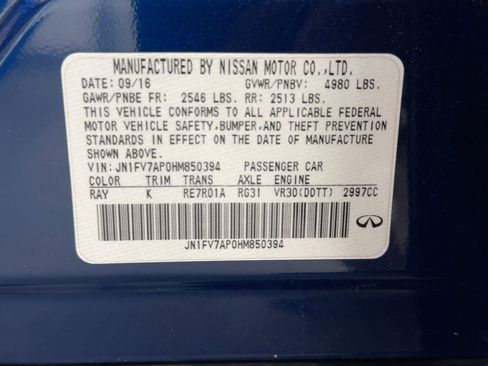 MANUFACTURED BY NISSAN MOTOR CO.,LTD.
DATE: 09/16 GVWR/PNBV: 4980 LBS.
GAWR/PNBE FR: 2546 LBS. RR: 2513 LBS.
THIS VEHICLE CONFORMS TO ALL APPLICABLE FEDERAL
MOTOR VEHICLE SAFETY,BUMPER,AND THEFT PREVENTION
STANDARDS IN EFFECT ON THE DATE OF MANUFACTURE
SHOWN ABOVE.
VIN: JN1FV7AP0HM850394 PASSENGER CAR
COLOR TRIM TRANS AXLE ENGINE
RAY K RE7R01A RG31 VR30(DDTT) 2997CC
JN1FV7AP0HM850394